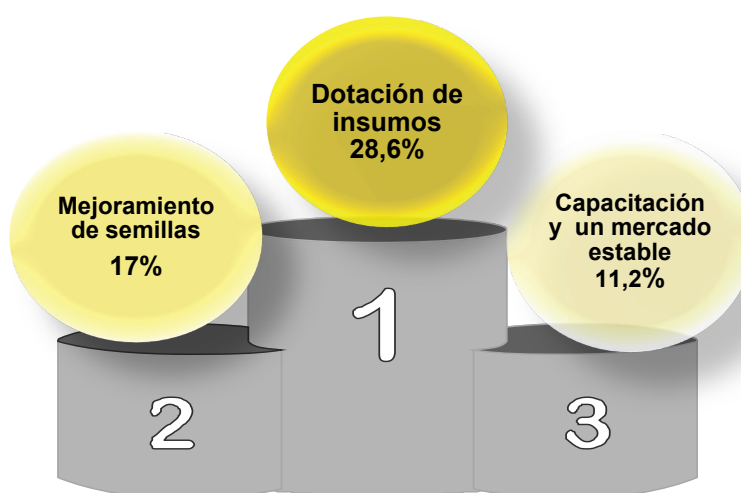 Dotación de
insumos
28,6%
Mejoramiento
de semillas
17%
Capacitación
y un mercado
estable
11,2%
1
2
3